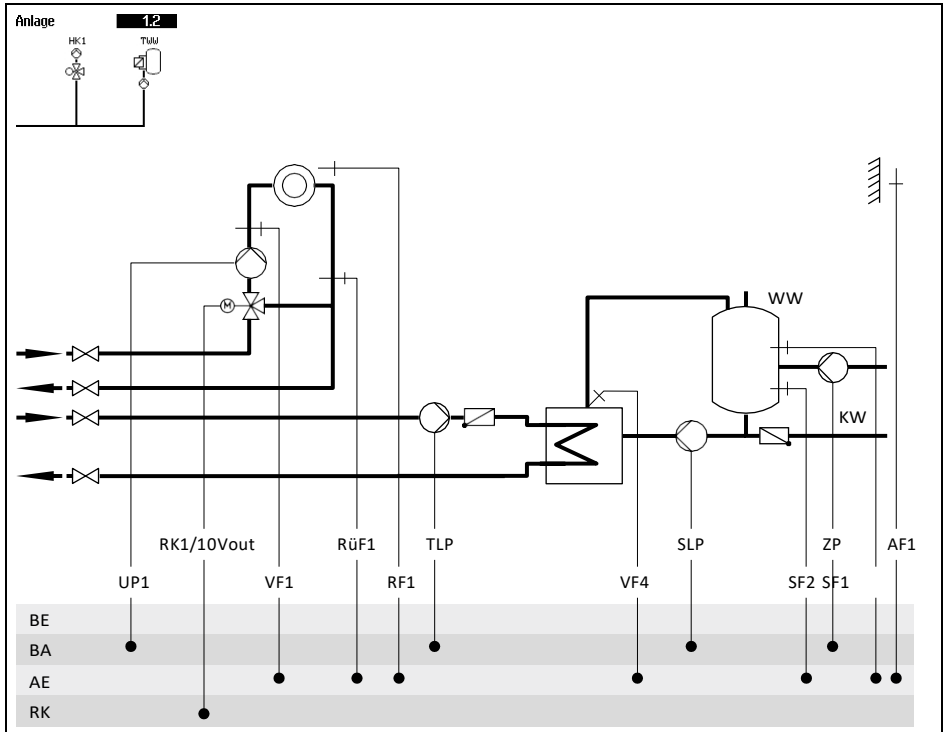 Anlage 1.2
HK1 TWW
M
WW
KW
RK1/10Vout RüF1 TLP SLP ZP AF1
UP1 VF1 RF1 VF4 SF2 SF1
BE
BA
AE
RK